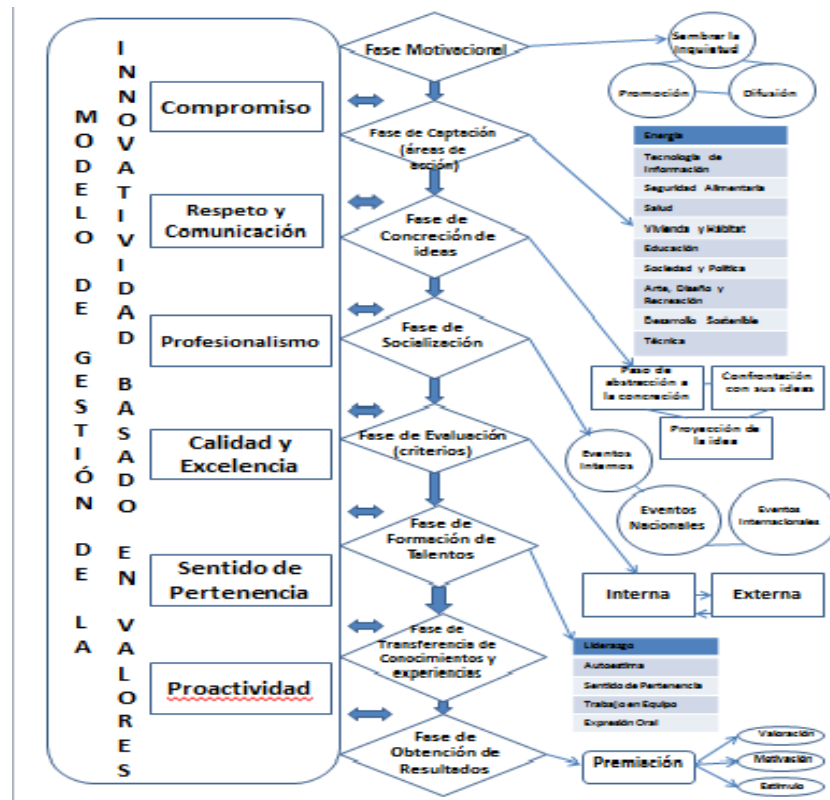 MODELO DE GESTIÓN DE LA
INNOVATIVIDAD BASADO EN VALORES
Compromiso
Respeto y
Comunicación
Profesionalismo
Calidad y
Excelencia
Sentido de
Pertenencia
Proactividad
Fase Motivacional
Fase de Captación
(áreas de
acción)
Fase de
Concreción de
ideas
Fase de
Socialización
Fase de Evaluación
(criterios)
Fase de
Formación de
Talentos
Fase de
Transferencia de
Conocimientos y
experiencias
Fase de
Obtención de
Resultados
Sembrar la
Inquietud
Promoción
Difusión
Energía
Tecnología de
Información
Seguridad Alimentaria
Salud
Vivienda y Hábitat
Educación
Sociedad y Política
Arte, Diseño y
Recreación
Desarrollo Sostenible
Técnica
Paso de
abstracción a
la concreción
Confrontación
con sus ideas
Proyección de
la idea
Eventos
Internos
Eventos
Nacionales
Eventos
Internacionales
Interna
Externa
Liderazgo
Autoestima
Sentido de Pertenencia
Trabajo en Equipo
Expresión Oral
Premiación
Valoración
Motivación
Estímulo